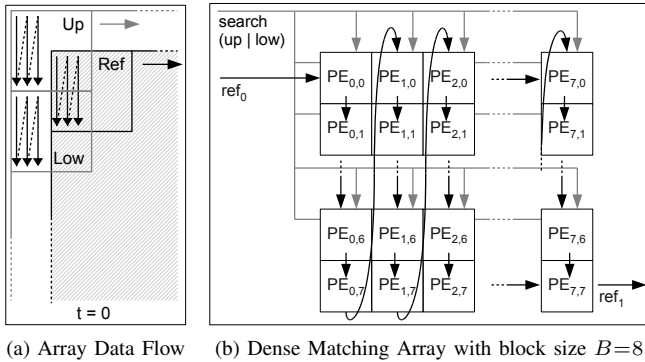 Up
Ref
Low
t = 0
(a) Array Data Flow
search
(up | low)
ref0
PE0,0 PE1,0 PE2,0 PE7,0
PE0,1 PE1,1 PE2,1 PE7,1
PE0,6 PE1,6 PE2,6 PE7,6
PE0,7 PE1,7 PE2,7 PE7,7
ref1
(b) Dense Matching Array with block size B=8